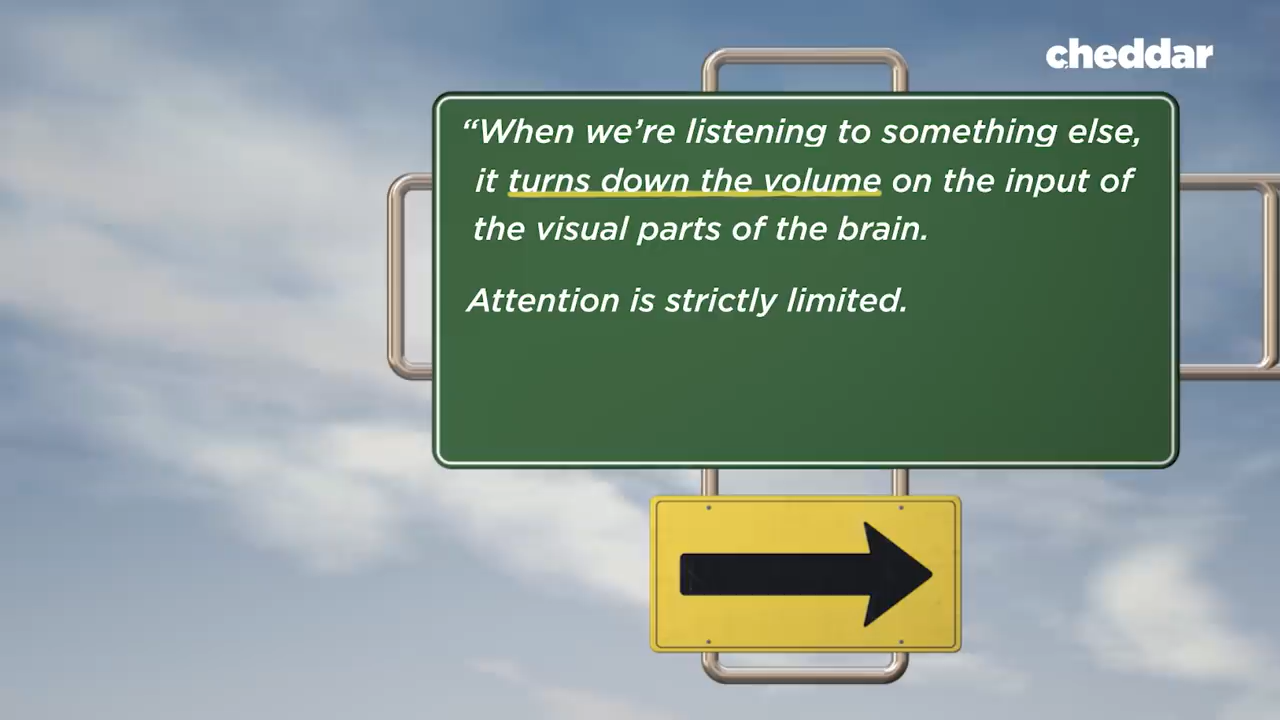 cheddar
“When we’re listening to something else,
it turns down the volume on the input of
the visual parts of the brain.
Attention is strictly limited.